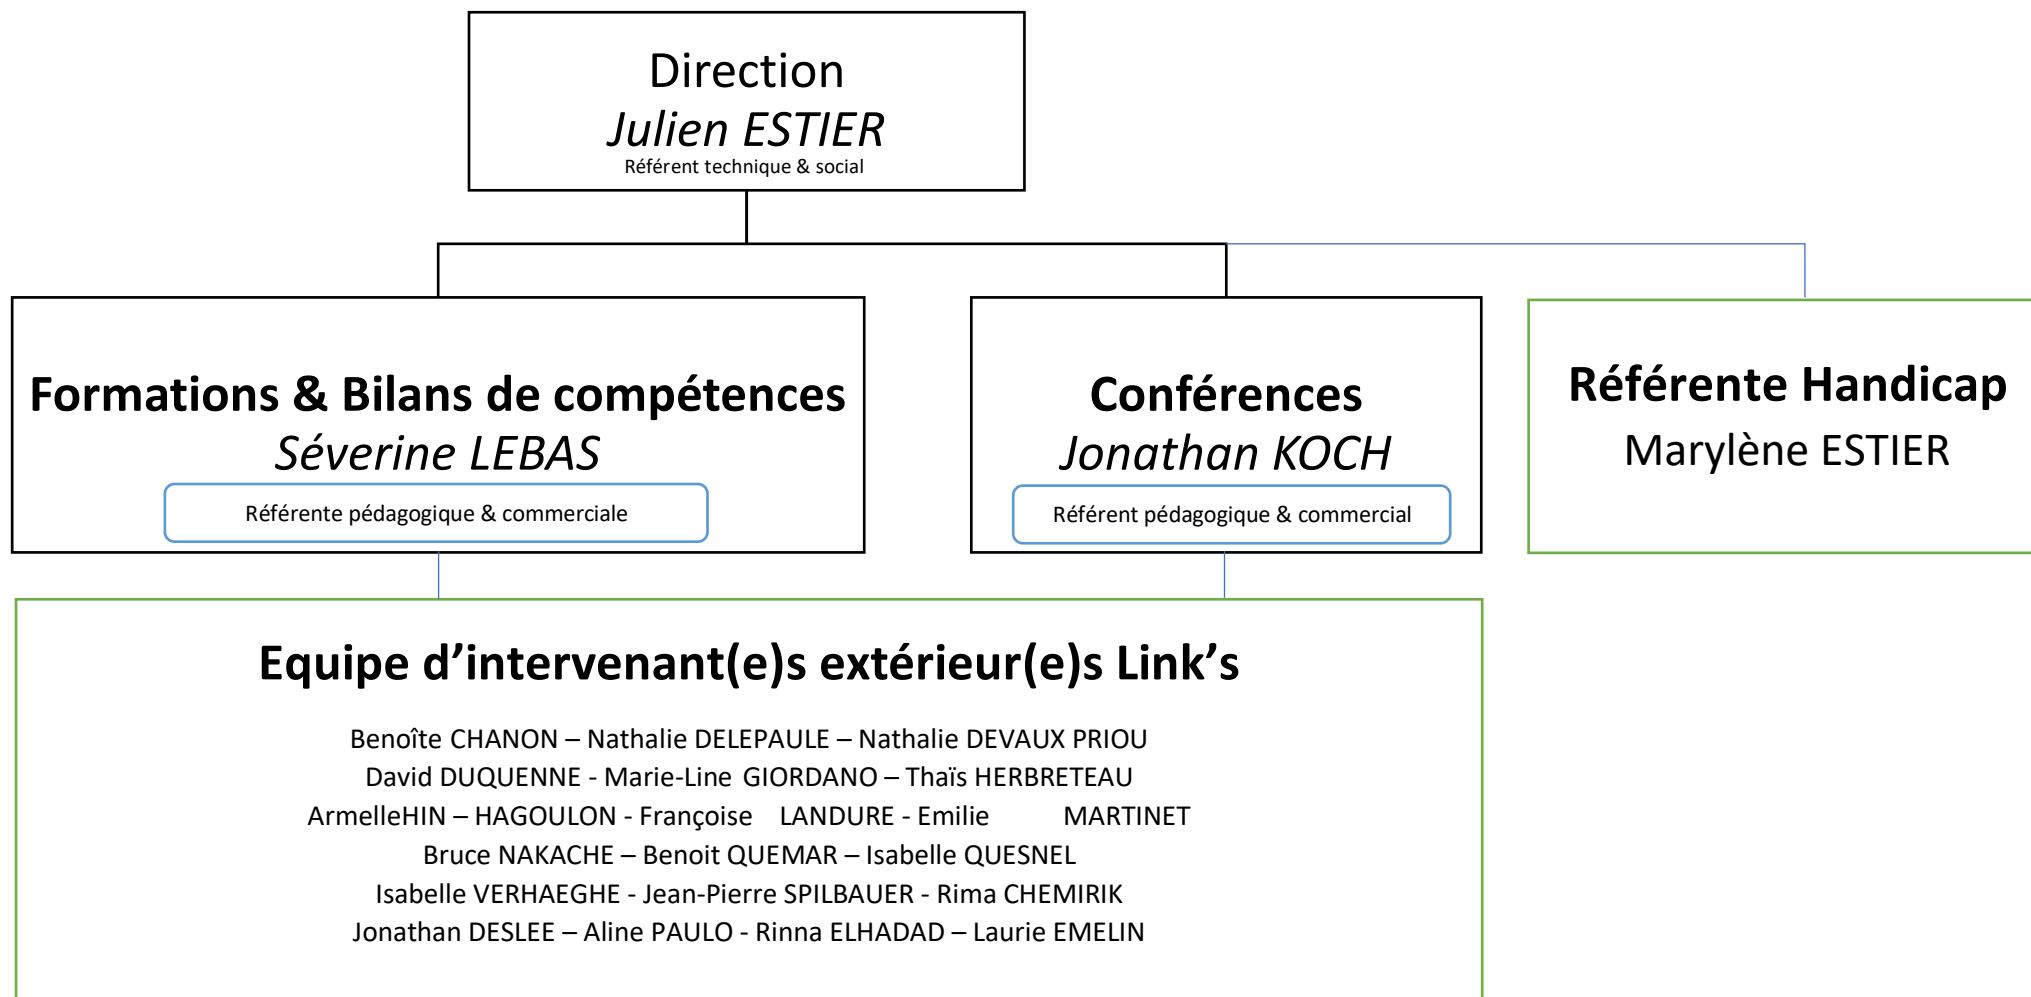 Direction
Julien ESTIER
Référent technique & social
Formations & Bilans de compétences
Séverine LEBAS
Référente pédagogique & commerciale
Conférences
Jonathan KOCH
Référent pédagogique & commercial
Référente Handicap
Marylène ESTIER
Equipe d’intervenant(e)s extérieur(e)s Link’s
Benoîte CHANON – Nathalie DELEPAULE – Nathalie DEVAUX PRIOU
David DUQUENNE - Marie-Line GIORDANO – Thaïs HERBRETEAU
ArmelleHIN – HAGOULON - Françoise LANDURE - Emilie MARTINET
Bruce NAKACHE – Benoit QUEMAR – Isabelle QUESNEL
Isabelle VERHAEGHE - Jean-Pierre SPILBAUER - Rima CHEMIRIK
Jonathan DESLEE – Aline PAULO - Rinna ELHADAD – Laurie EMELIN